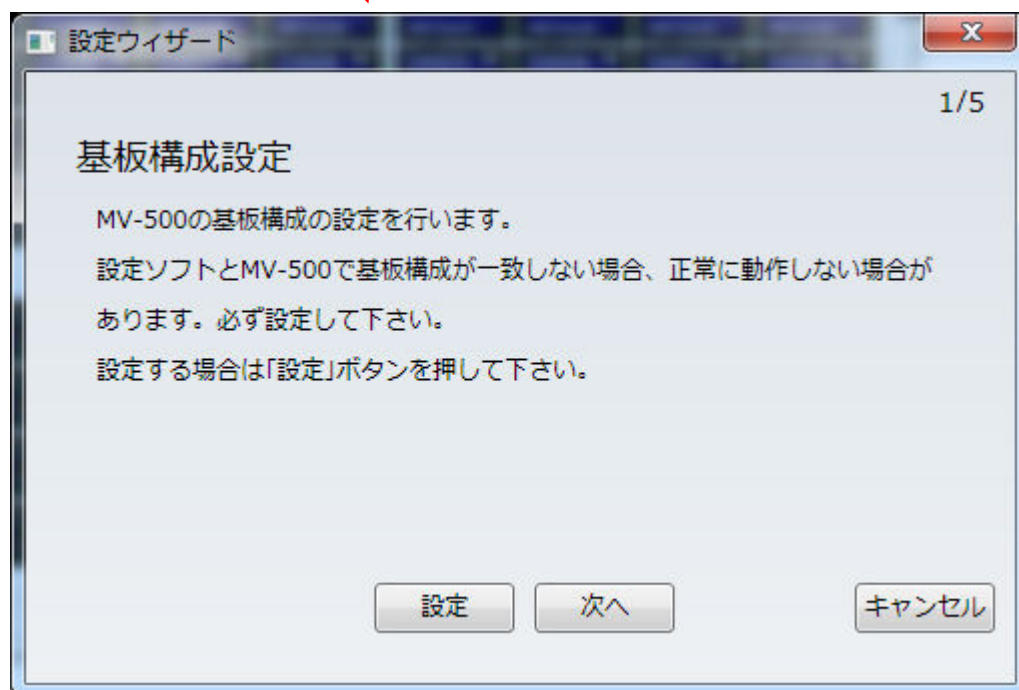 設定ウィザード
1/5
基板構成設定
MV-500の基板構成の設定を行います。
設定ソフトとMV-500で基板構成が一致しない場合、正常に動作しない場合が
あります。必ず設定して下さい。
設定する場合は「設定」ボタンを押して下さい。
設定
次へ
キャンセル